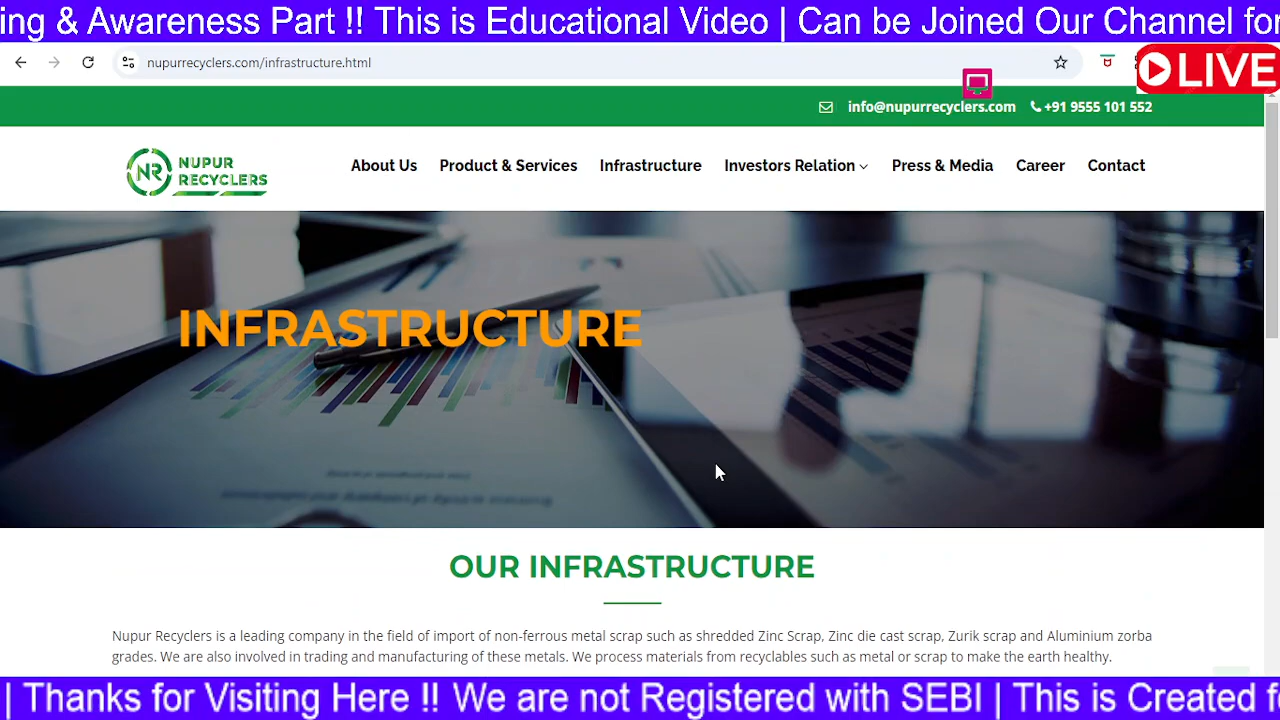 ing & Awareness Part !! This is Educational Video | Can be Joined Our Channel for
nupurrecyclers.com/infrastructure.html
LIVE
info@nupurrecyclers.com +91 9555 101 552
NR NUPUR RECYCLERS
About Us Product & Services Infrastructure Investors Relation Press & Media Career Contact
INFRASTRUCTURE
OUR INFRASTRUCTURE
Nupur Recyclers is a leading company in the field of import of non-ferrous metal scrap such as shredded Zinc Scrap, Zinc die cast scrap, Zurik scrap and Aluminium zorba
grades. We are also involved in trading and manufacturing of these metals. We process materials from recyclables such as metal or scrap to make the earth healthy.
| Thanks for Visiting Here !! We are not Registered with SEBI | This is Created f